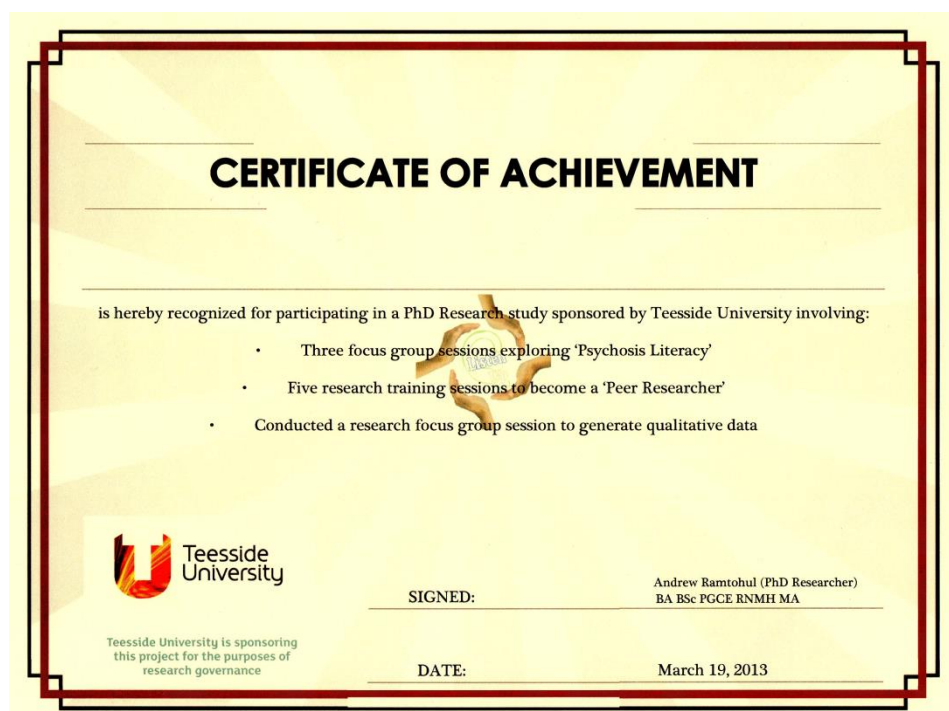 CERTIFICATE OF ACHIEVEMENT
is hereby recognized for participating in a PhD Research study sponsored by Teesside University involving:
· Three focus group sessions exploring ‘Psychosis Literacy’
Listen
· Five research training sessions to become a ‘Peer Researcher’
· Conducted a research focus group session to generate qualitative data
Teesside
University
Teesside University is sponsoring
this project for the purposes of
research governance
SIGNED:
Andrew Ramtohul (PhD Researcher)
BA BSc PGCE RNMH MA
DATE:
March 19, 2013